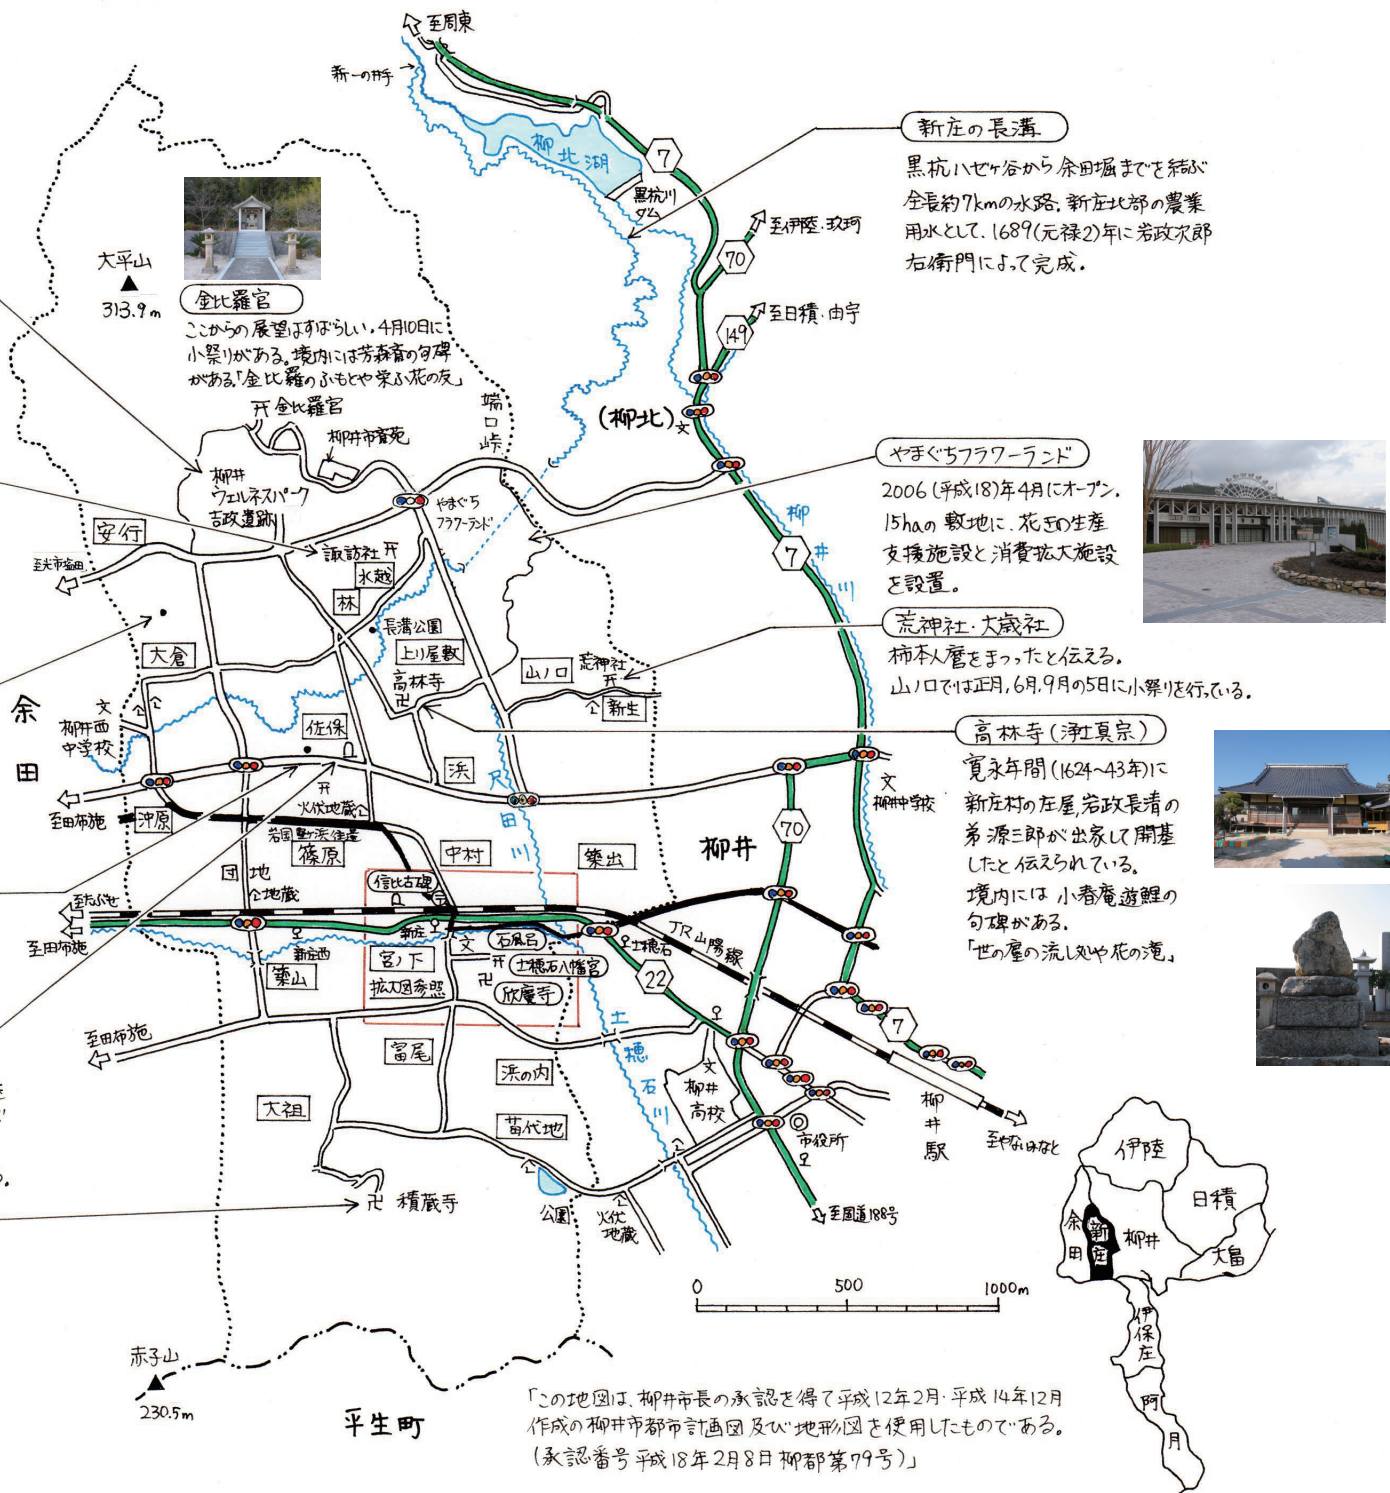 至周東
新一の井手
柳北湖
7
黒杭川
ダム
至伊陸・玖珂
70
至日積・由宇
149
新庄の長溝
黒杭ハゼヶ谷から余田堀までを結ぶ
全長約7kmの水路。新庄北部の農業
用水として、1689(元禄2)年に岩政次郎
右衛門によって完成。
大平山
313.9m
金比羅宮
ここからの展望はすばらしい。4月10日に
小祭りがある。境内には芳森斎の句碑
がある「金比羅のふもとや栄ふ花の友」
金比羅宮
柳井市斎苑
端口峠
(柳北)
文
柳井
ウェルネスパーク
吉政遺跡
やまぐち
フラワーランド
やまぐちフラワーランド
2006(平成18)年4月にオープン。
15haの敷地に、花きの生産
支援施設と消費拡大施設
を設置。
柳井川
7
安行
至光市塩田
諏訪社
水越
林
長溝公園
上り屋敷
高林寺
大倉
山ノ口
荒神社
新生
荒神社・大歳社
柿本人麿をまつったと伝える。
山ノ口では正月、6月、9月の5日に小祭りを行っている。
余田
文
柳井西
中学校
佐保
浜
尺田川
高林寺(浄土真宗)
寛永年間(1624~43年)に
新庄村の庄屋、岩政長清の
弟源三郎が出家して開基
したと伝えられている。
境内には小春庵遊鯉の
句碑がある。
「世の塵の流し処や花の滝」
文
柳井中学校
至田布施
沖原
火伏地蔵
岩国竪ヶ浜往還
篠原
中村
築出
柳井
70
団地
地蔵
信比古碑
至たぶせ
至田布施
新庄西
新庄
文
石風呂
土穂石八幡宮
欣慶寺
土穂石
JR山陽線
築山
宮ノ下
拡大図参照
22
7
至田布施
富尾
浜の内
土穂石川
文
柳井
高校
大祖
苗代地
市役所
柳井駅
至やないみなと
積蔵寺
公園
火伏
地蔵
至国道188号
0 500 1000m
伊陸
日積
余田
新庄
柳井
大畠
伊保庄
阿月
赤子山
230.5m
平生町
「この地図は、柳井市長の承認を得て平成12年2月・平成14年12月
作成の柳井市都市計画図及び地形図を使用したものである。
(承認番号平成18年2月8日柳都第79号)」